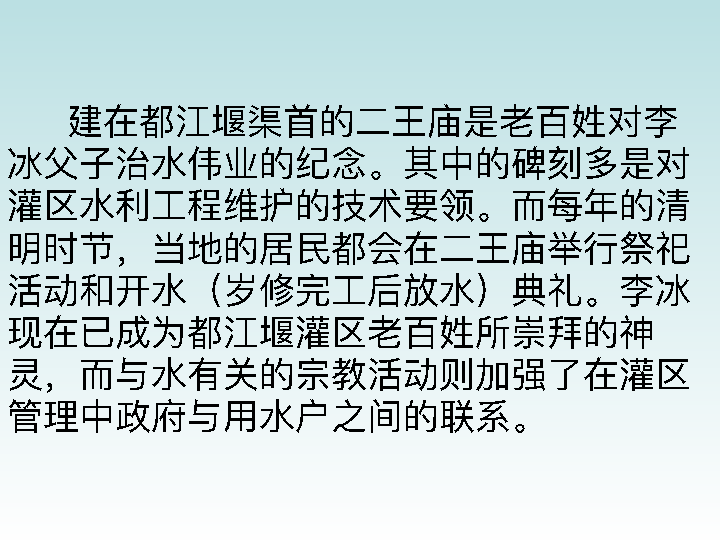 建在都江堰渠首的二王庙是老百姓对李
冰父子治水伟业的纪念。其中的碑刻多是对
灌区水利工程维护的技术要领。而每年的清
明时节，当地的居民都会在二王庙举行祭祀
活动和开水（岁修完工后放水）典礼。李冰
现在已成为都江堰灌区老百姓所崇拜的神
灵，而与水有关的宗教活动则加强了在灌区
管理中政府与用水户之间的联系。